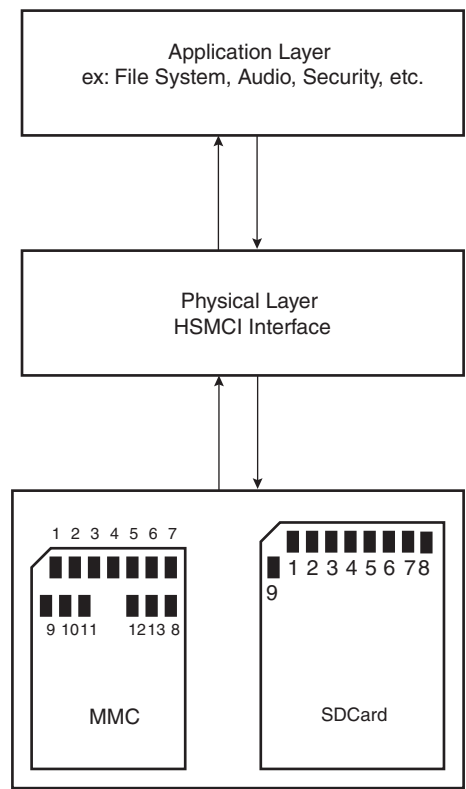 Application Layer
ex: File System, Audio, Security, etc.
Physical Layer
HSMCI Interface
1 2 3 4 5 6 7
9 10 11 12 13 8
MMC
1 2 3 4 5 6 7 8
9
SDCard